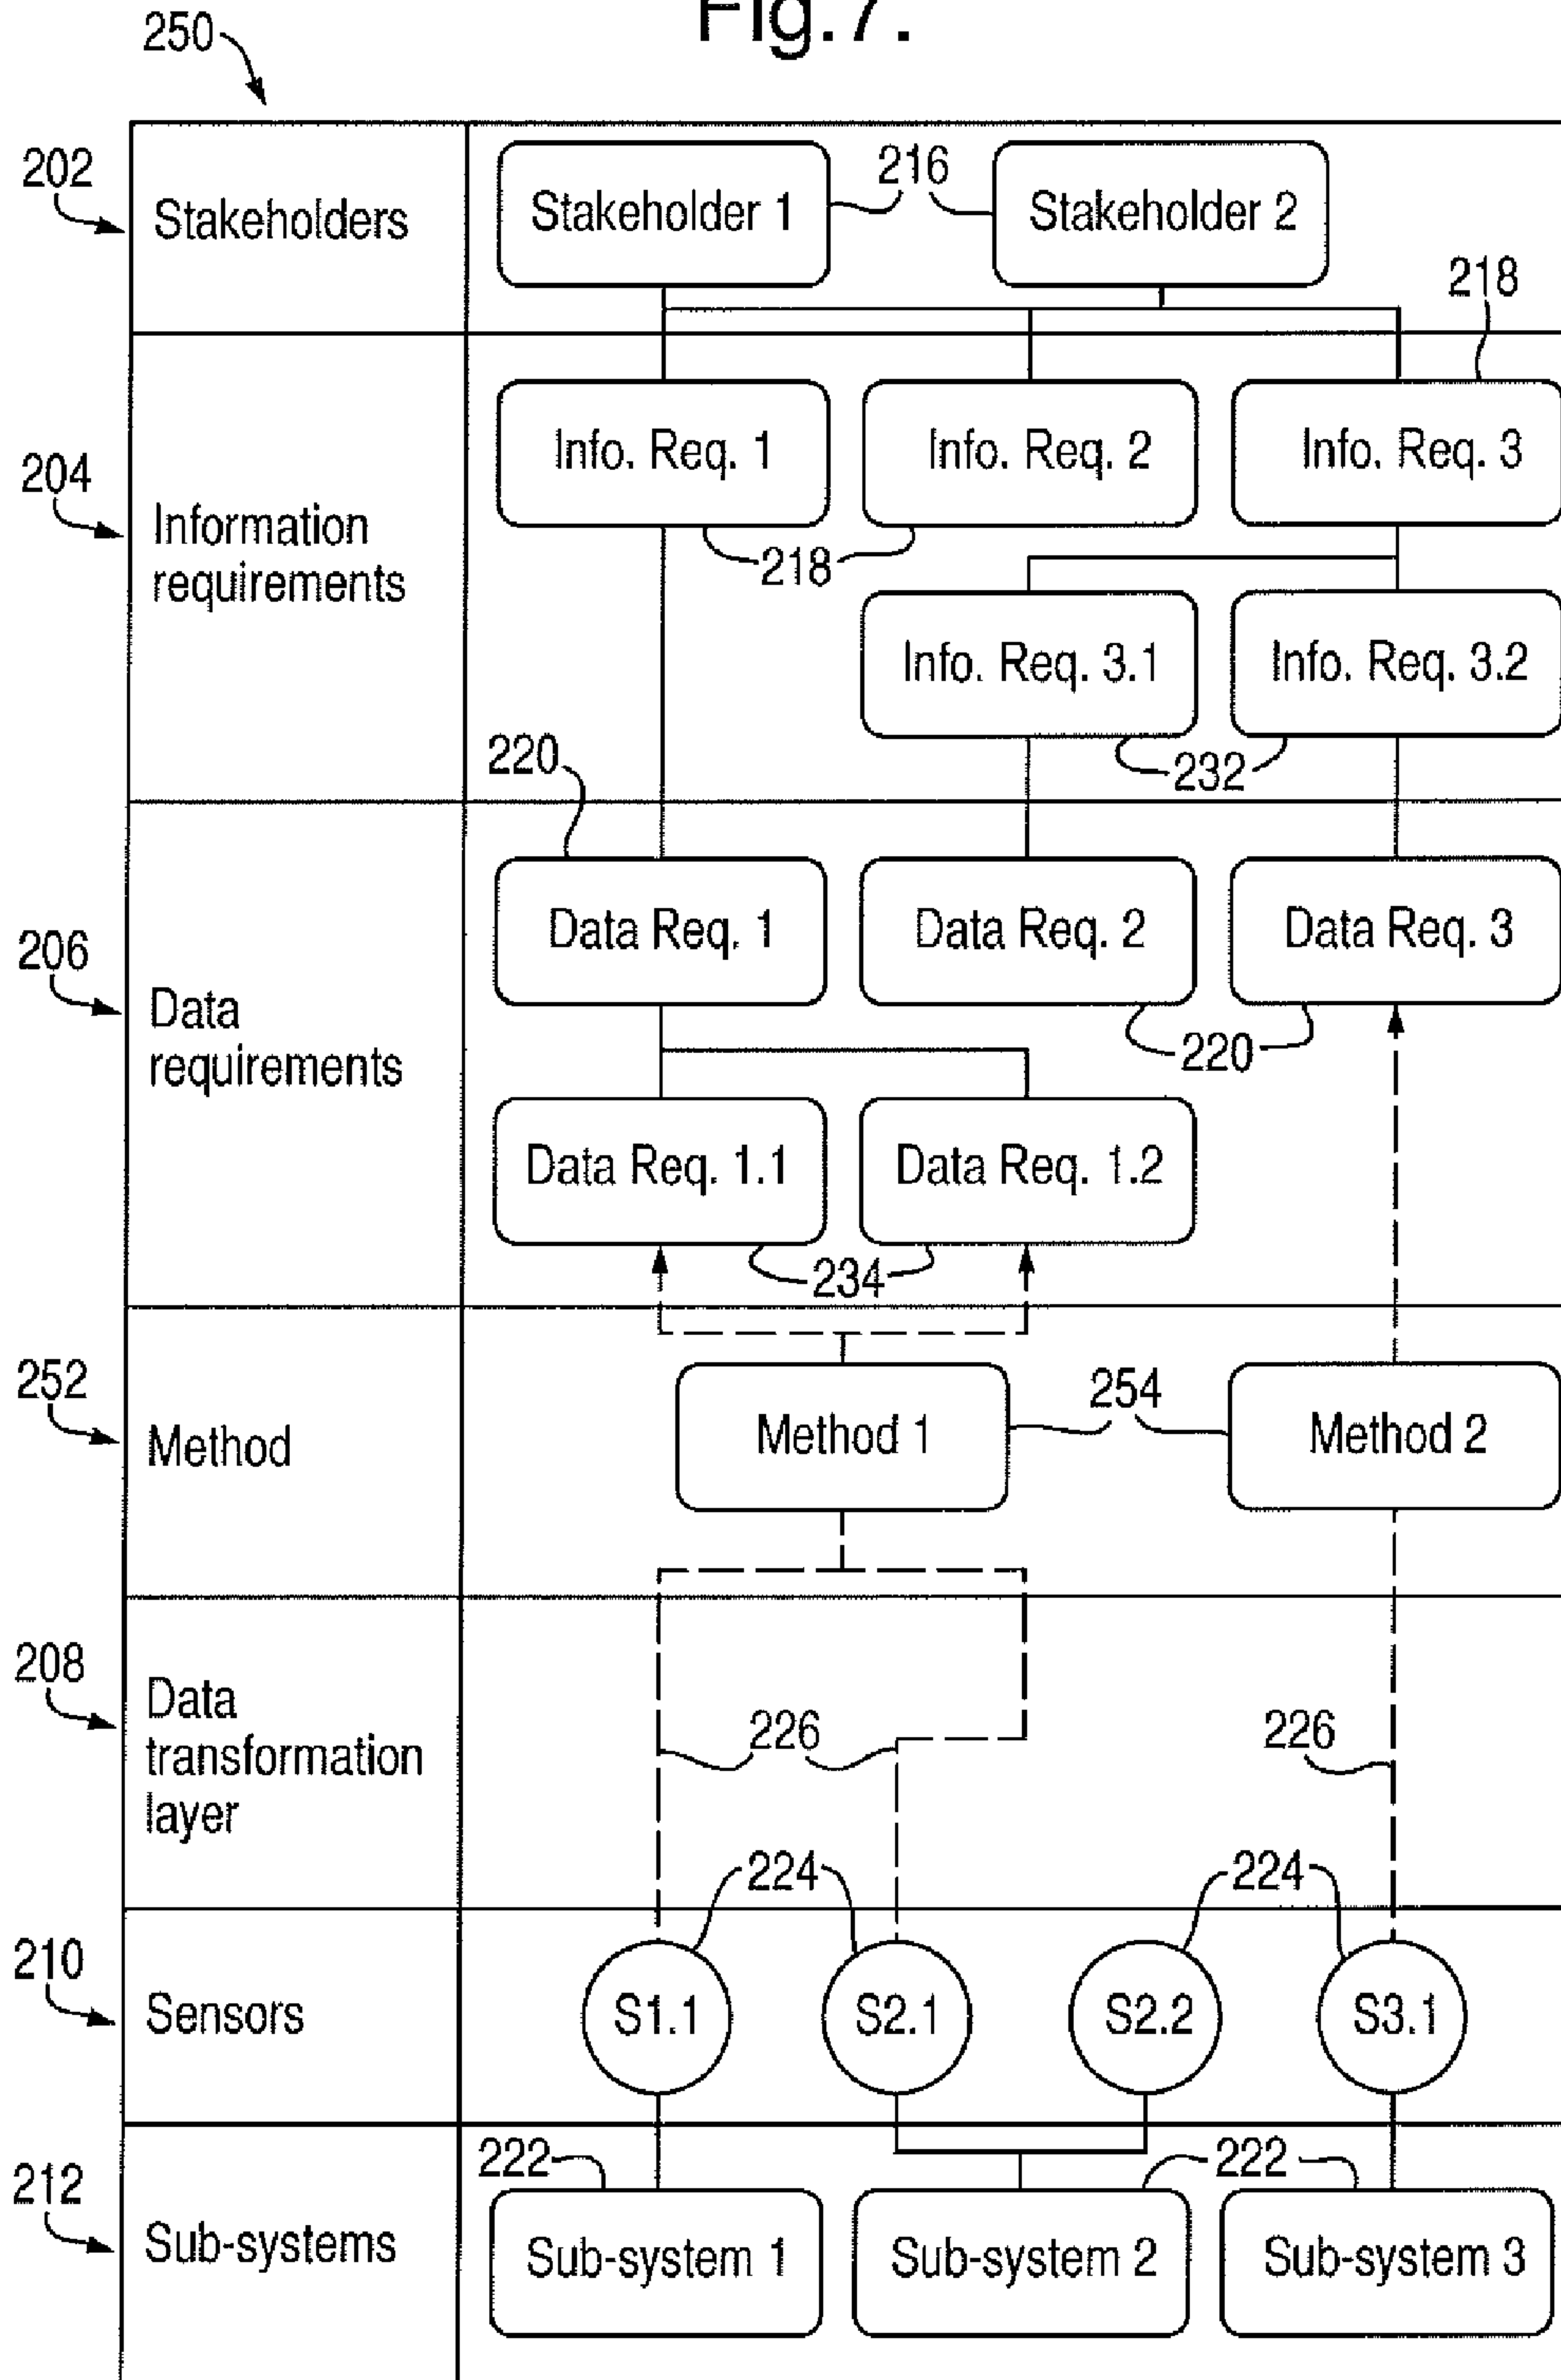 Fig.7.
250
202
Stakeholders
Stakeholder 1
216
Stakeholder 2
218
204
Information
requirements
Info. Req. 1
Info. Req. 2
Info. Req. 3
218
Info. Req. 3.1
Info. Req. 3.2
232
220
206
Data
requirements
Data Req. 1
Data Req. 2
Data Req. 3
220
Data Req. 1.1
Data Req. 1.2
234
252
Method
Method 1
254
Method 2
208
Data
transformation
layer
226
226
224
224
210
Sensors
S1.1
S2.1
S2.2
S3.1
212
Sub-systems
222
222
Sub-system 1
Sub-system 2
Sub-system 3